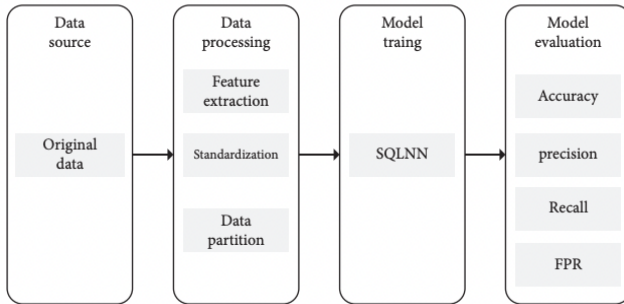 Data
source
Original
data
Data
processing
Feature
extraction
Standardization
Data
partition
Model
traing
SQLNN
Model
evaluation
Accuracy
precision
Recall
FPR